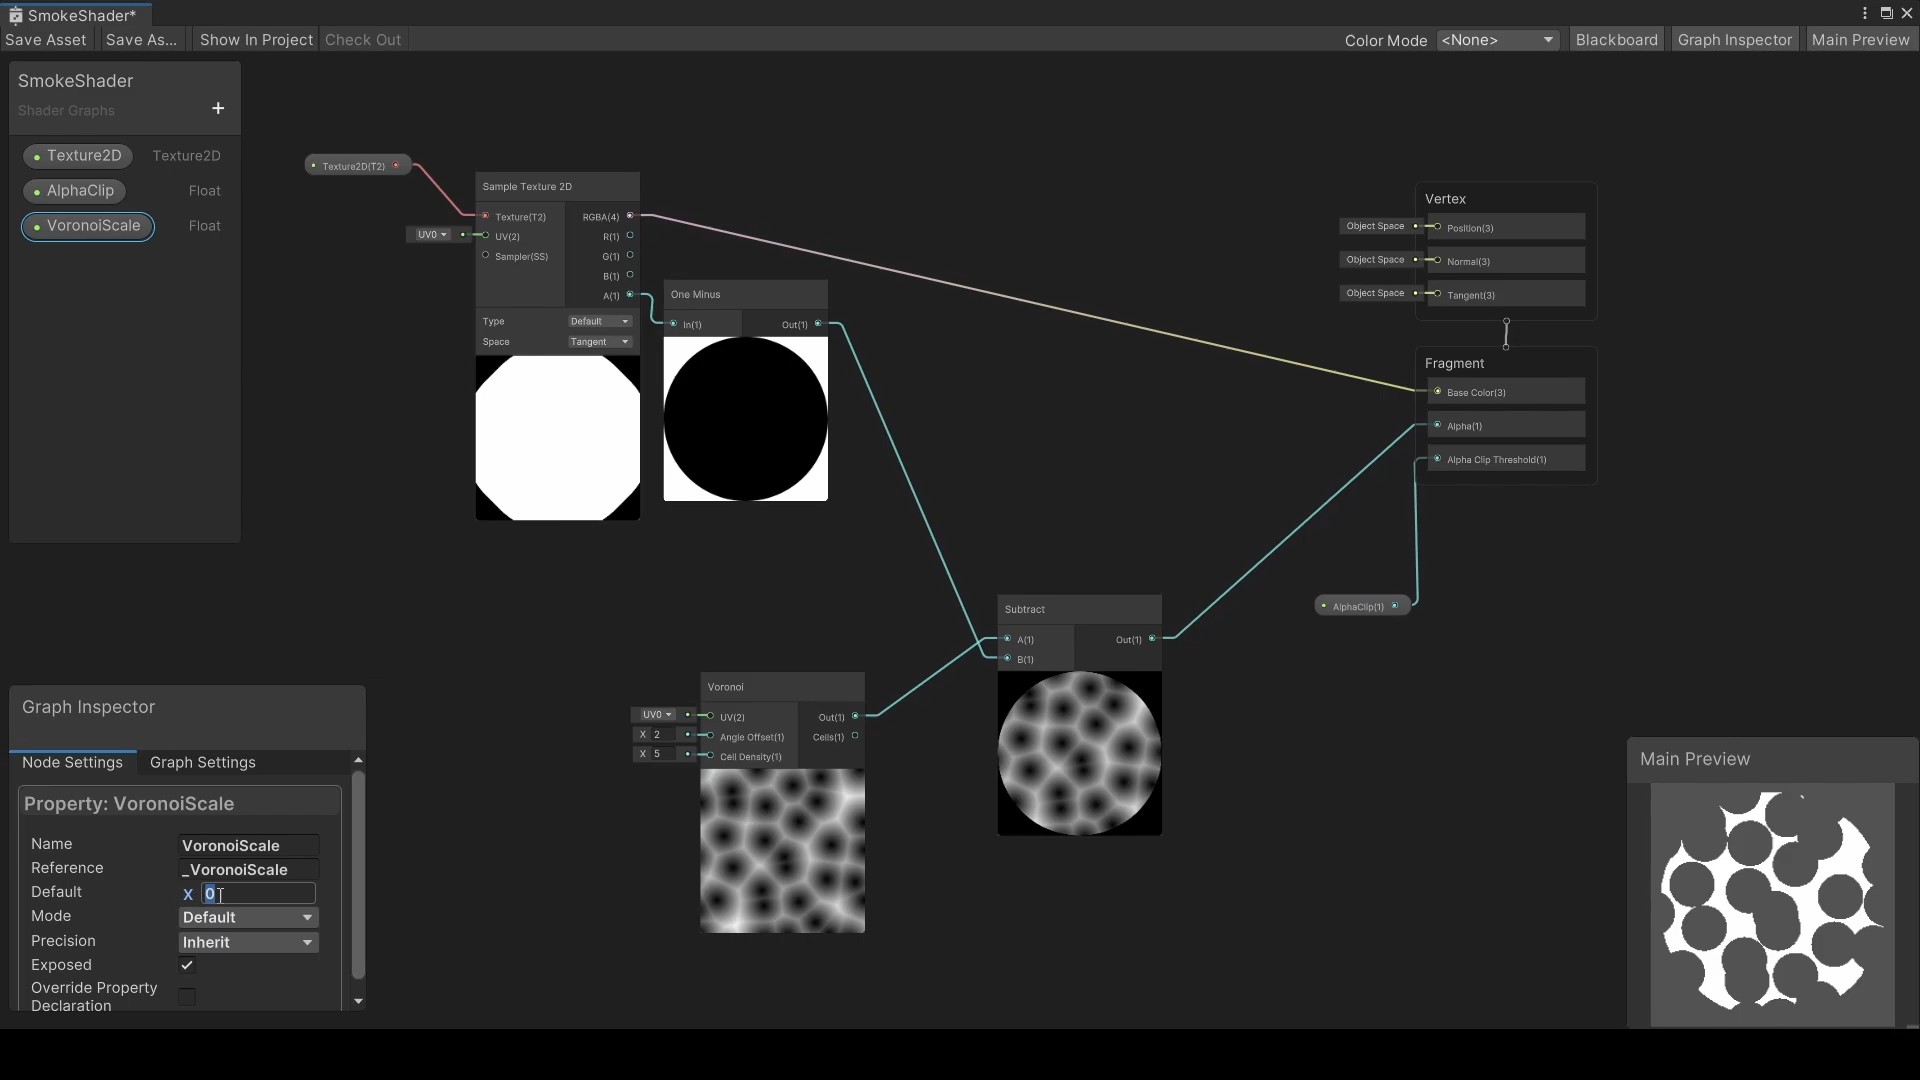 SmokeShader*
Save Asset Save As... Show In Project Check Out Color Mode <None> Blackboard Graph Inspector Main Preview
SmokeShader
Shader Graphs +
Texture2D Texture2D
AlphaClip Float
VoronoiScale Float
Texture2D(T2)
Sample Texture 2D
Texture(T2) RGBA(4)
UV0 UV(2) R(1)
Sampler(SS) G(1)
B(1)
A(1)
Type Default
Space Tangent
One Minus
In(1) Out(1)
Vertex
Object Space Position(3)
Object Space Normal(3)
Object Space Tangent(3)
Fragment
Base Color(3)
Alpha(1)
Alpha Clip Threshold(1)
AlphaClip(1)
Subtract
A(1) Out(1)
B(1)
Voronoi
UV0 UV(2) Out(1)
X 2 Angle Offset(1) Cells(1)
X 5 Cell Density(1)
Graph Inspector
Node Settings Graph Settings
Property: VoronoiScale
Name VoronoiScale
Reference _VoronoiScale
Default X 0
Mode Default
Precision Inherit
Exposed
Override Property
Declaration
Main Preview